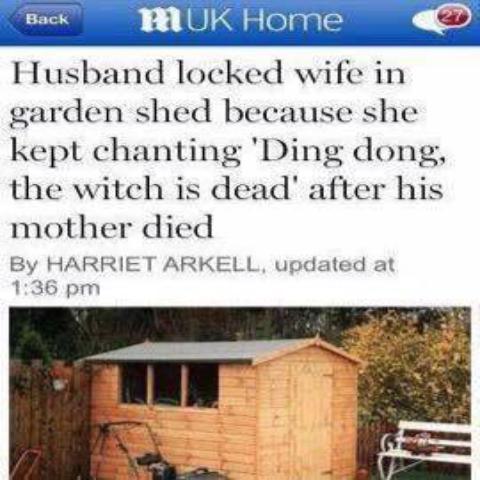 Back
m UK Home
27
Husband locked wife in
garden shed because she
kept chanting 'Ding dong,
the witch is dead' after his
mother died
By HARRIET ARKELL, updated at
1:36 pm